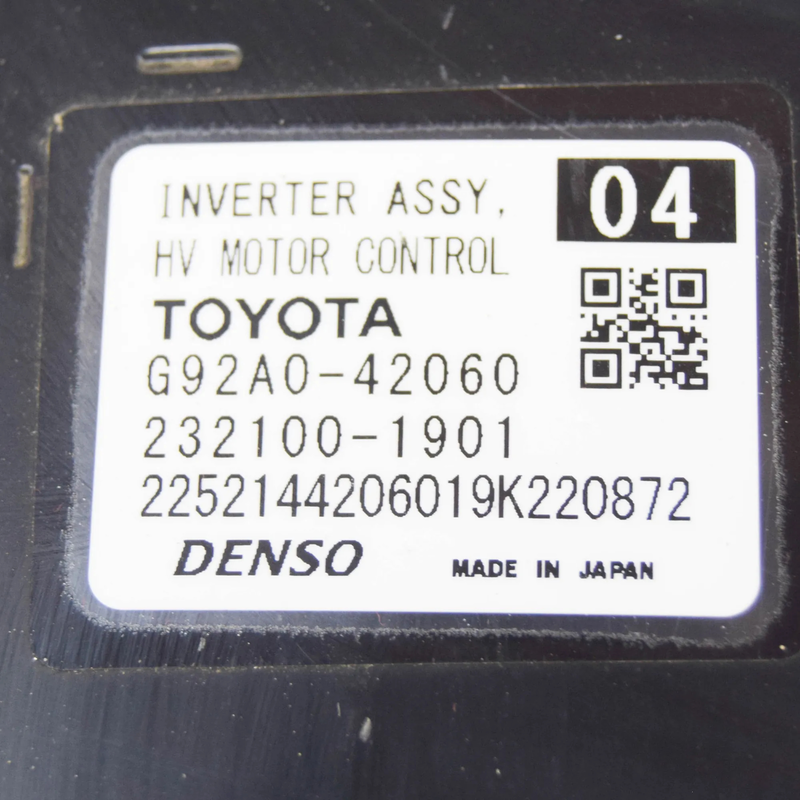 INVERTER ASSY,
04
HV MOTOR CONTROL
TOYOTA
G92A0-42060
232100-1901
2252144206019K220872
DENSO
MADE IN JAPAN